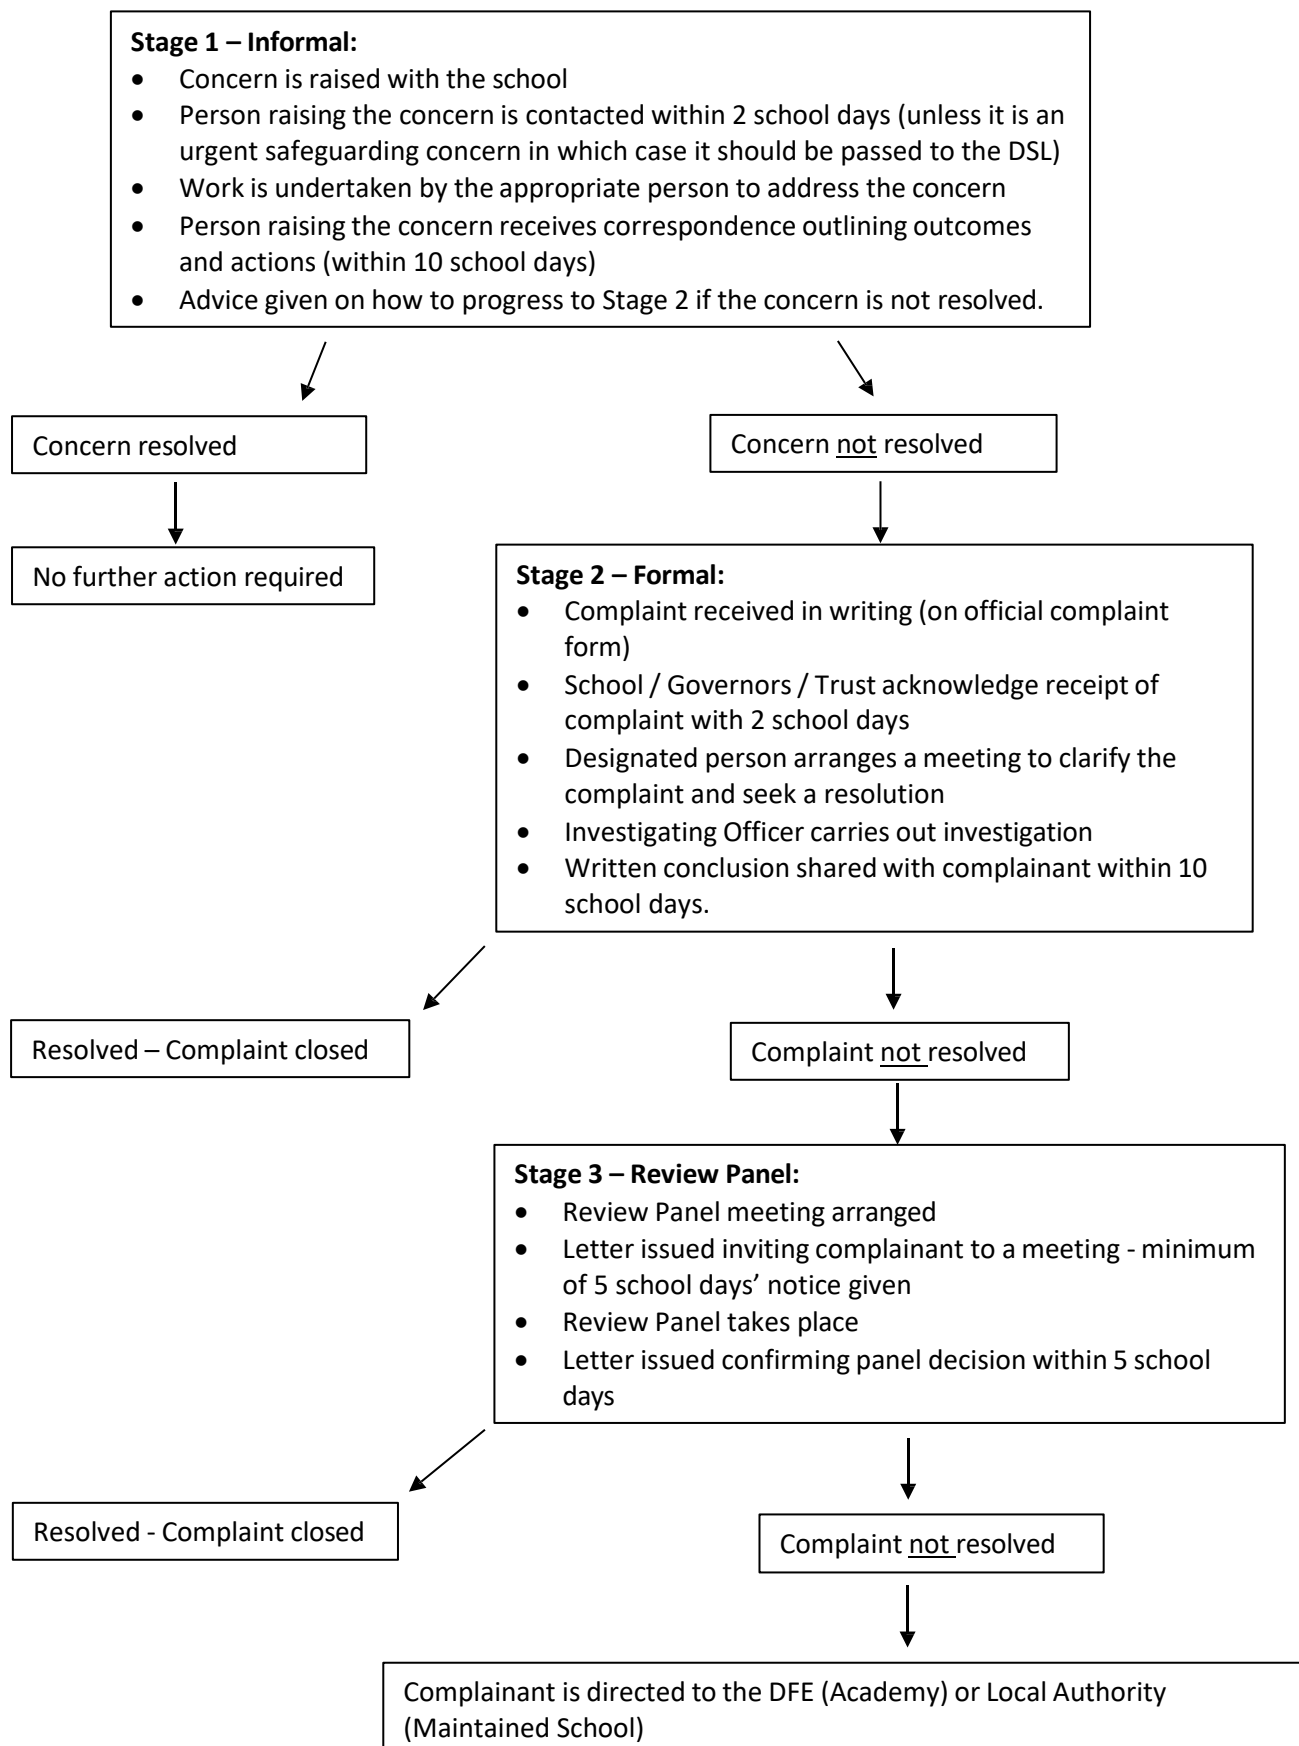 Stage 1 – Informal:
• Concern is raised with the school
• Person raising the concern is contacted within 2 school days (unless it is an
urgent safeguarding concern in which case it should be passed to the DSL)
• Work is undertaken by the appropriate person to address the concern
• Person raising the concern receives correspondence outlining outcomes
and actions (within 10 school days)
• Advice given on how to progress to Stage 2 if the concern is not resolved.
Concern resolved
Concern not resolved
No further action required
Stage 2 – Formal:
• Complaint received in writing (on official complaint
form)
• School / Governors / Trust acknowledge receipt of
complaint with 2 school days
• Designated person arranges a meeting to clarify the
complaint and seek a resolution
• Investigating Officer carries out investigation
• Written conclusion shared with complainant within 10
school days.
Resolved – Complaint closed
Complaint not resolved
Stage 3 – Review Panel:
• Review Panel meeting arranged
• Letter issued inviting complainant to a meeting - minimum
of 5 school days’ notice given
• Review Panel takes place
• Letter issued confirming panel decision within 5 school
days
Resolved - Complaint closed
Complaint not resolved
Complainant is directed to the DFE (Academy) or Local Authority
(Maintained School)